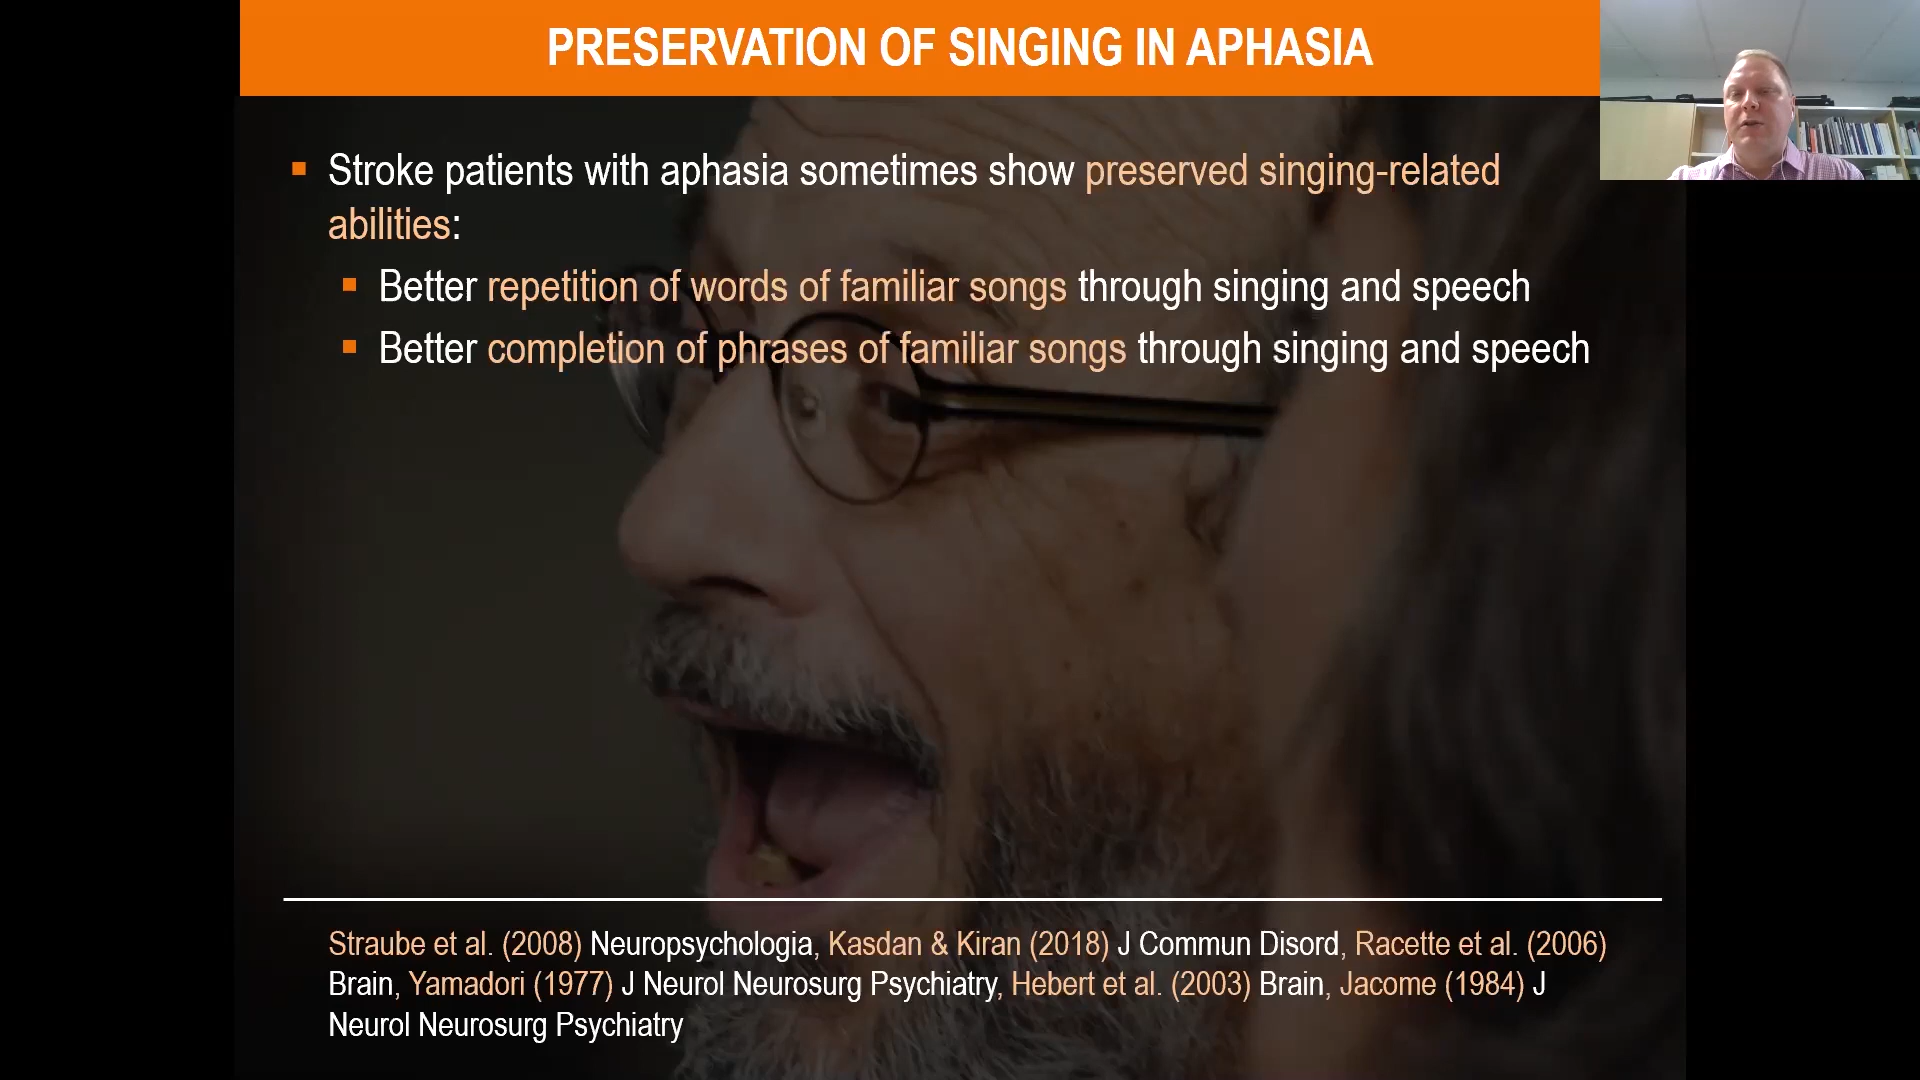 PRESERVATION OF SINGING IN APHASIA
Stroke patients with aphasia sometimes show preserved singing-related
abilities:
Better repetition of words of familiar songs through singing and speech
Better completion of phrases of familiar songs through singing and speech
Straube et al. (2008) Neuropsychologia, Kasdan & Kiran (2018) J Commun Disord, Racette et al. (2006)
Brain, Yamadori (1977) J Neurol Neurosurg Psychiatry, Hebert et al. (2003) Brain, Jacome (1984) J
Neurol Neurosurg Psychiatry